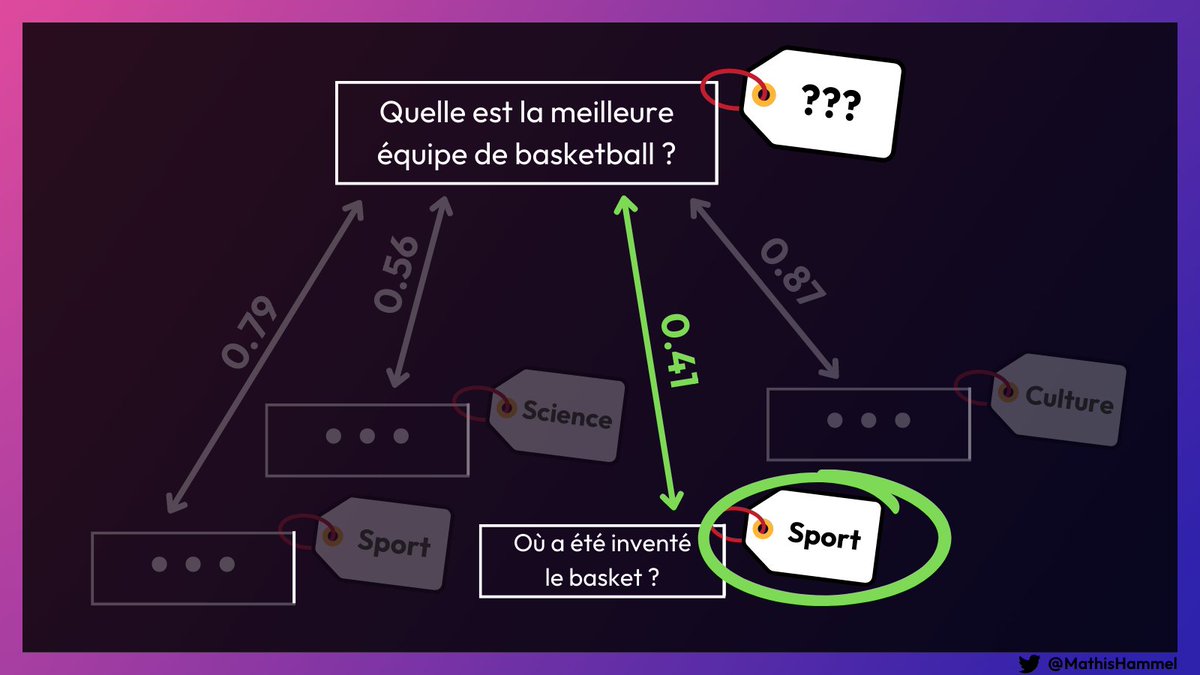 Quelle est la meilleure
équipe de basketball ?
???
0.79
0.56
0.41
0.87
Science
Culture
Sport
Où a été inventé
le basket ?
Sport
@MathisHammel